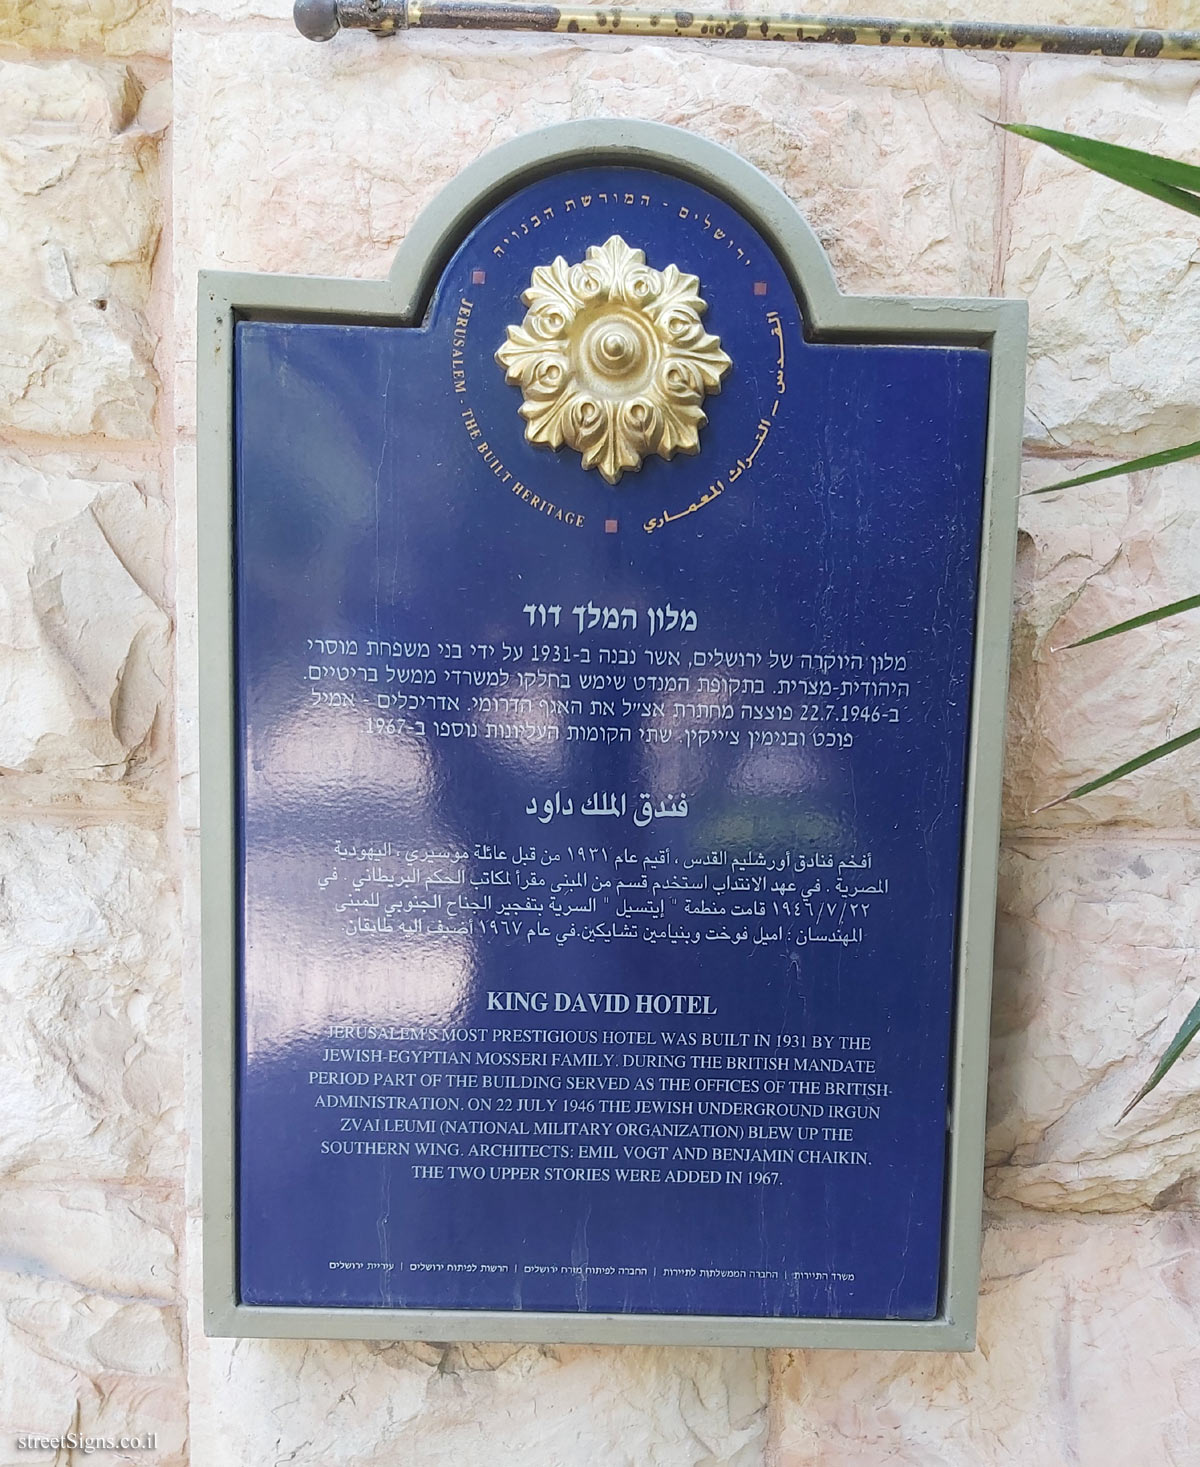 ירושלים - המורשת הבנויה
القدس – التراث المعماري
JERUSALEM - THE BUILT HERITAGE
מלון המלך דוד
מלון היוקרה של ירושלים, אשר נבנה ב-1931 על ידי בני משפחת מוסרי
היהודית-מצרית. בתקופת המנדט שימש בחלקו למשרדי ממשל בריטיים.
ב-22.7.1946 פוצצה מחתרת אצ״ל את האגף הדרומי. אדריכלים - אמיל
פוכט ובנימין צ׳ייקין. שתי הקומות העליונות נוספו ב-1967.
فندق الملك داود
أفخم فنادق أورشليم القدس ، أقيم عام ١٩٣١ من قبل عائلة موسيري ، اليهودية
المصرية . في عهد الانتداب استخدم قسم من المبنى مقرأ لمكاتب الحكم البريطاني . في
١٩٤٦/٧/٢٢ قامت منظمة " إيتسيل " السرية بتفجير الجناح الجنوبي للمبنى
المهندسان : اميل فوخت وبنيامين تشايكين.في عام ١٩٦٧ أضيف اليه طابقان.
KING DAVID HOTEL
JERUSALEM'S MOST PRESTIGIOUS HOTEL WAS BUILT IN 1931 BY THE
JEWISH-EGYPTIAN MOSSERI FAMILY. DURING THE BRITISH MANDATE
PERIOD PART OF THE BUILDING SERVED AS THE OFFICES OF THE BRITISH-
ADMINISTRATION. ON 22 JULY 1946 THE JEWISH UNDERGROUND IRGUN
ZVAI LEUMI (NATIONAL MILITARY ORGANIZATION) BLEW UP THE
SOUTHERN WING. ARCHITECTS: EMIL VOGT AND BENJAMIN CHAIKIN.
THE TWO UPPER STORIES WERE ADDED IN 1967.
משרד התיירות | החברה הממשלתית לתיירות | החברה לפיתוח מזרח ירושלים | הרשות לפיתוח ירושלים | עיריית ירושלים
streetSigns.co.il